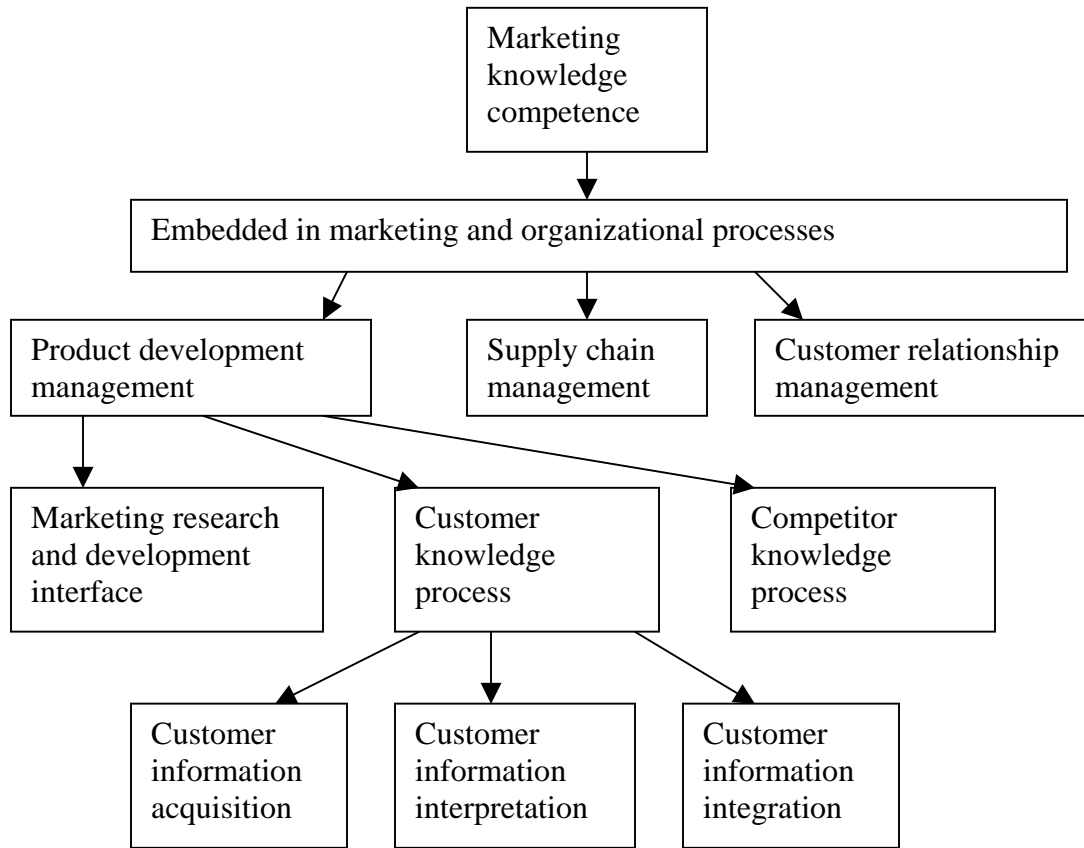 Marketing
knowledge
competence
Embedded in marketing and organizational processes
Product development
management
Supply chain
management
Customer relationship
management
Marketing research
and development
interface
Customer
knowledge
process
Competitor
knowledge
process
Customer
information
acquisition
Customer
information
interpretation
Customer
information
integration